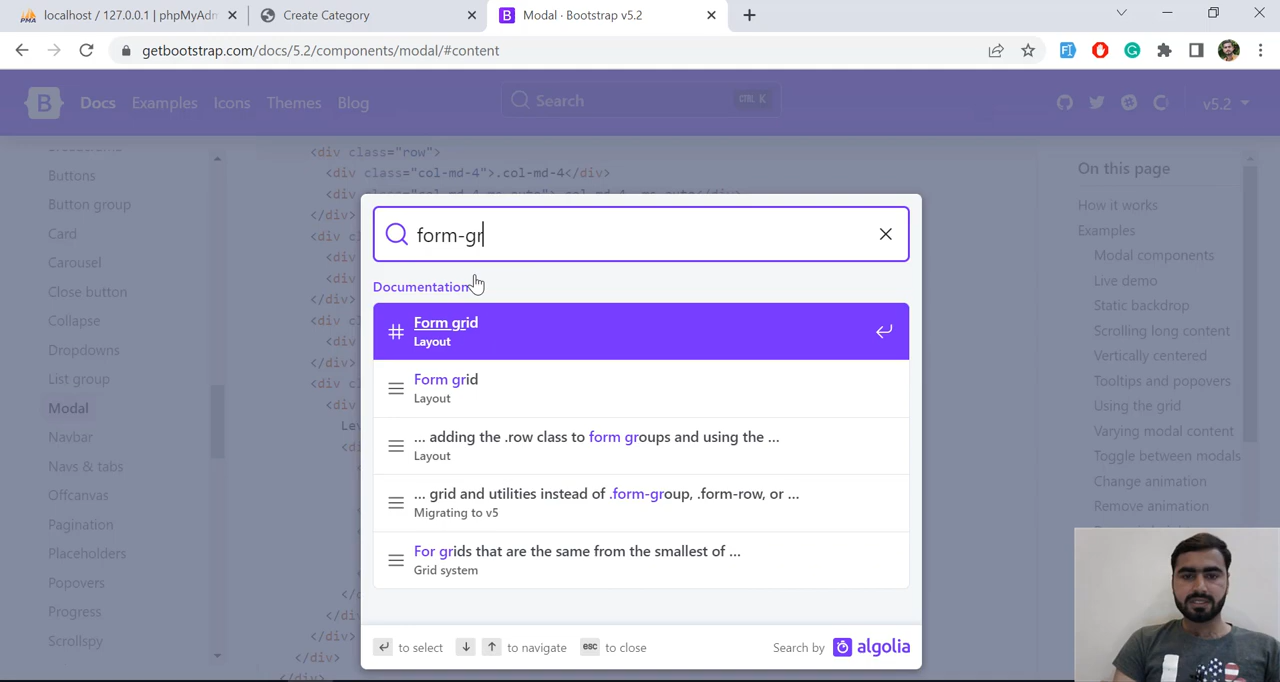 localhost / 127.0.0.1 | phpMyAdm
Create Category
Modal · Bootstrap v5.2
getbootstrap.com/docs/5.2/components/modal/#content
B
Docs
Examples
Icons
Themes
Blog
Search
CTRL K
v5.2
Buttons
Button group
Card
Carousel
Close button
Collapse
Dropdowns
List group
Modal
Navbar
Navs & tabs
Offcanvas
Pagination
Placeholders
Popovers
Progress
Scrollspy
<div class="row">
<div class="col-md-4">.col-md-4</div>
</div>
form-gr
Documentation
Form grid
Layout
Form grid
Layout
... adding the .row class to form groups and using the ...
Layout
... grid and utilities instead of .form-group, .form-row, or ...
Migrating to v5
For grids that are the same from the smallest of ...
Grid system
to select
to navigate
esc to close
Search by algolia
On this page
How it works
Examples
Modal components
Live demo
Static backdrop
Scrolling long content
Vertically centered
Tooltips and popovers
Using the grid
Varying modal content
Toggle between modals
Change animation
Remove animation